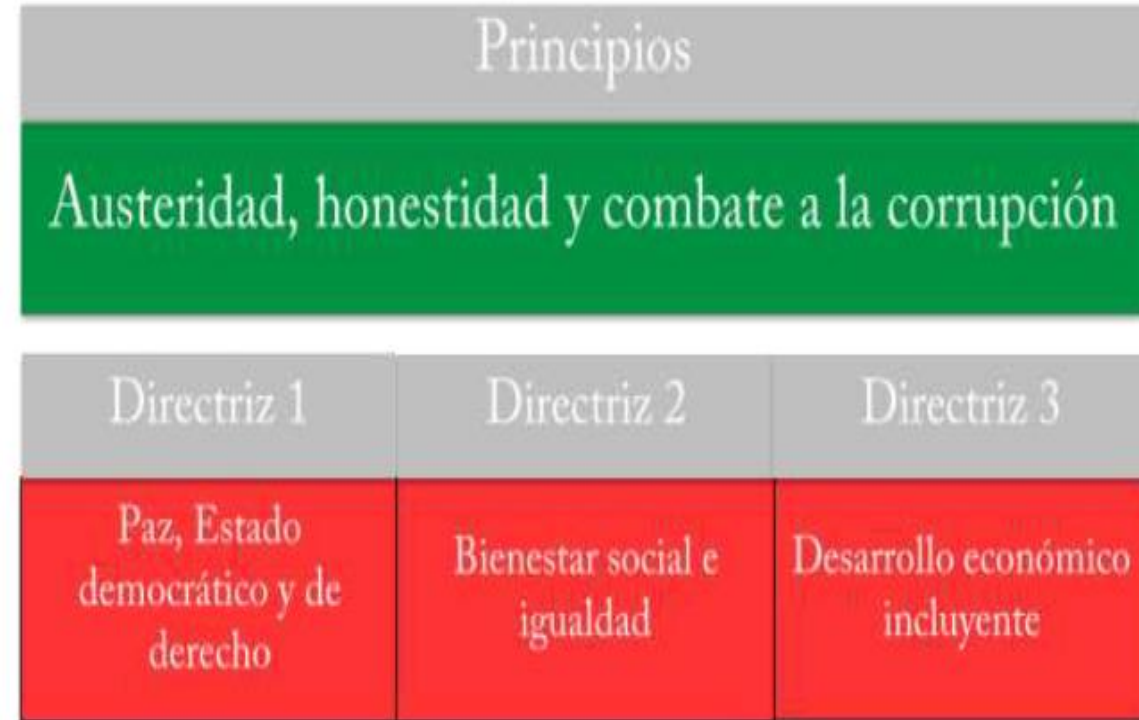 Principios
Austeridad, honestidad y combate a la corrupción
Directriz 1
Directriz 2
Directriz 3
Paz, Estado
democrático y de
derecho
Bienestar social e
igualdad
Desarrollo económico
incluyente